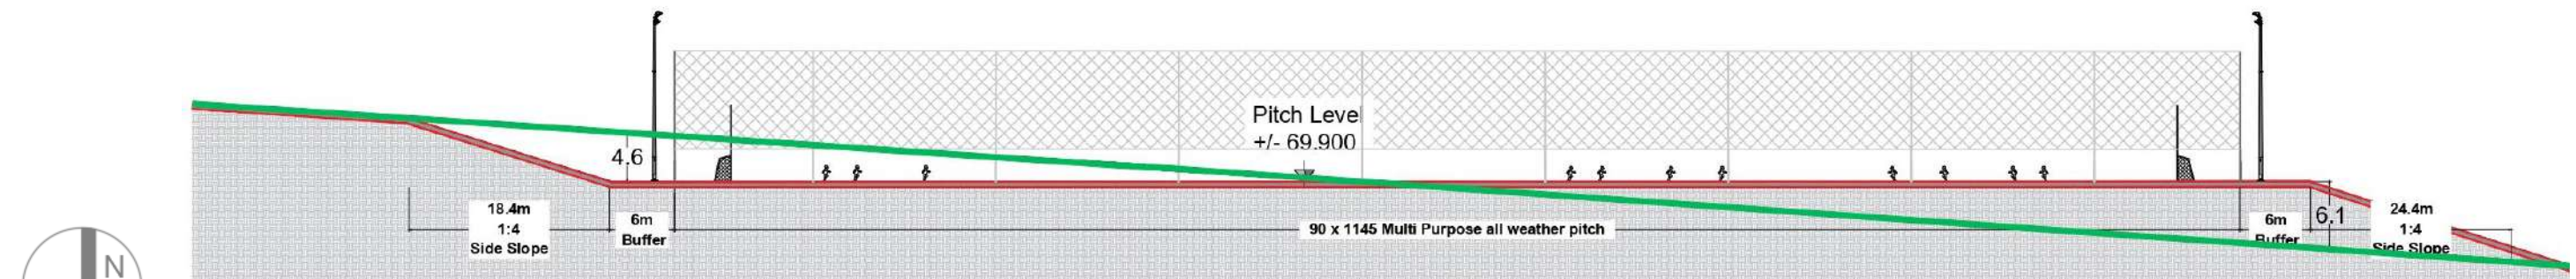 Pitch Level
+/- 69.900
4.6
18.4m
1:4
Side Slope
6m
Buffer
90 x 1145 Multi Purpose all weather pitch
6m
Buffer
6.1
24.4m
1:4
Side Slope
N